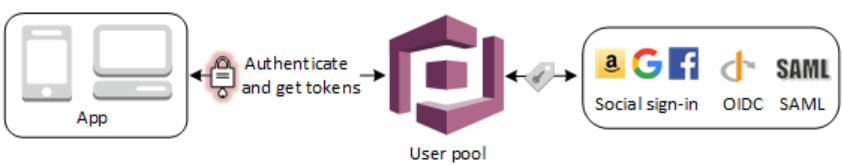 App
Authenticate
and get tokens
User pool
a
G
f
SAML
Social sign-in
OIDC
SAML